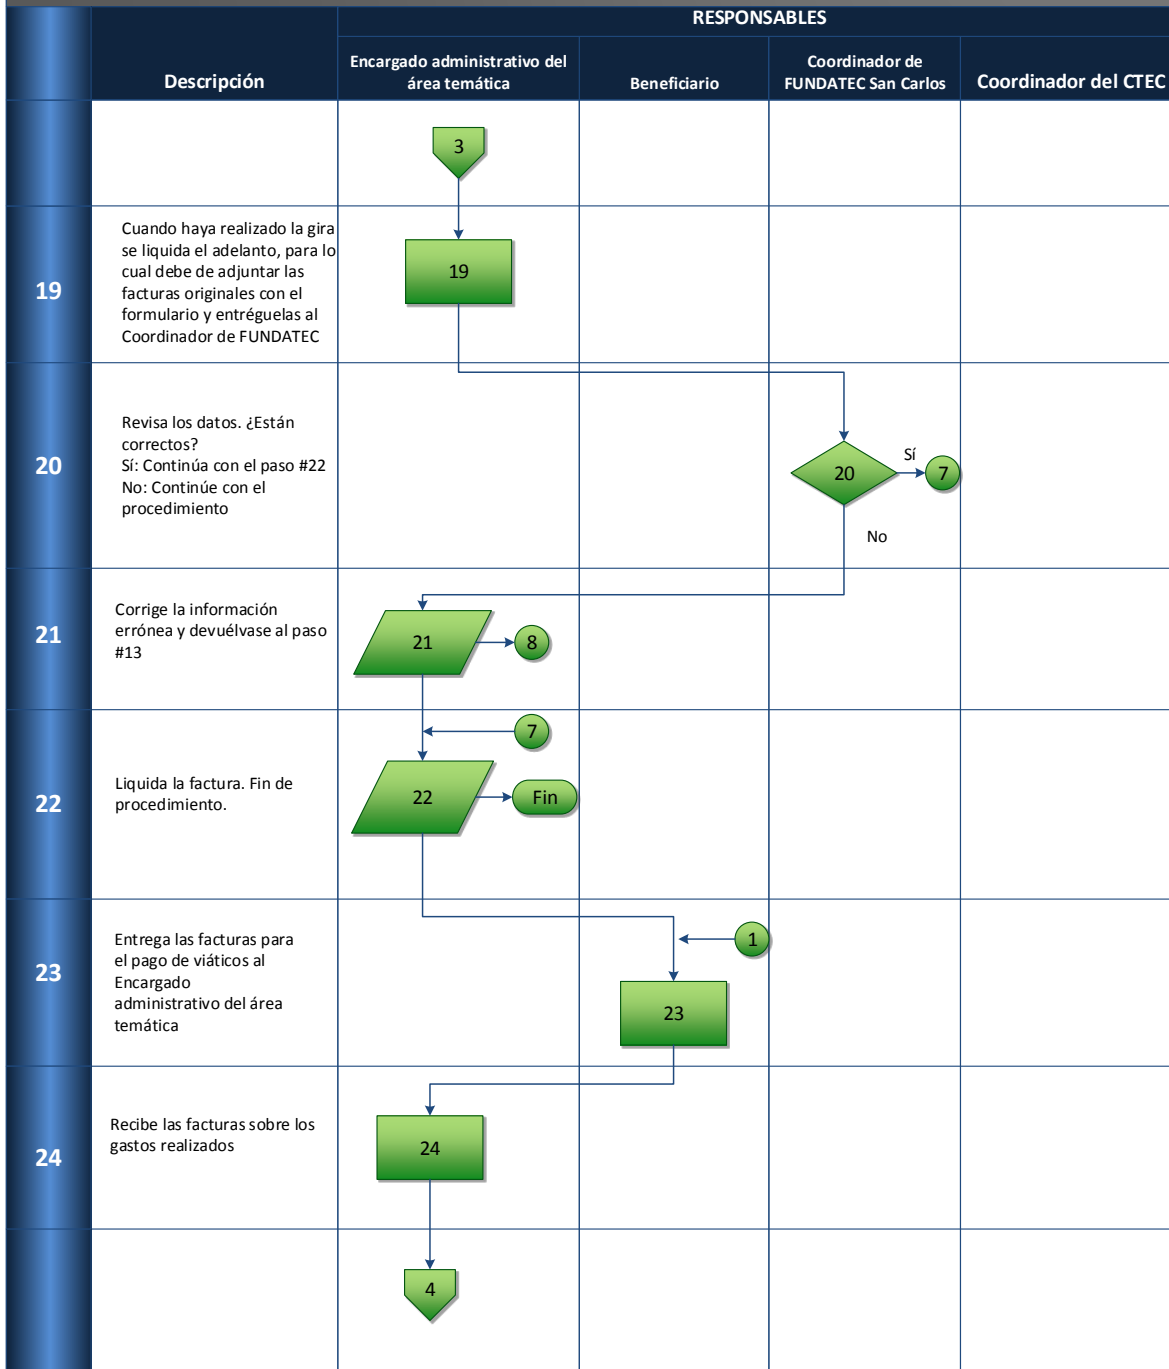 RESPONSABLES
Descripción
Encargado administrativo del
área temática
Beneficiario
Coordinador de
FUNDATEC San Carlos
Coordinador del CTEC
3
19
Cuando haya realizado la gira
se liquida el adelanto, para lo
cual debe de adjuntar las
facturas originales con el
formulario y entréguelas al
Coordinador de FUNDATEC
19
20
Revisa los datos. ¿Están
correctos?
Sí: Continúa con el paso #22
No: Continúe con el
procedimiento
20
Sí
7
No
21
Corrige la información
errónea y devuélvase al paso
#13
21
8
22
Liquida la factura. Fin de
procedimiento.
7
22
Fin
23
Entrega las facturas para
el pago de viáticos al
Encargado
administrativo del área
temática
1
23
24
Recibe las facturas sobre los
gastos realizados
24
4